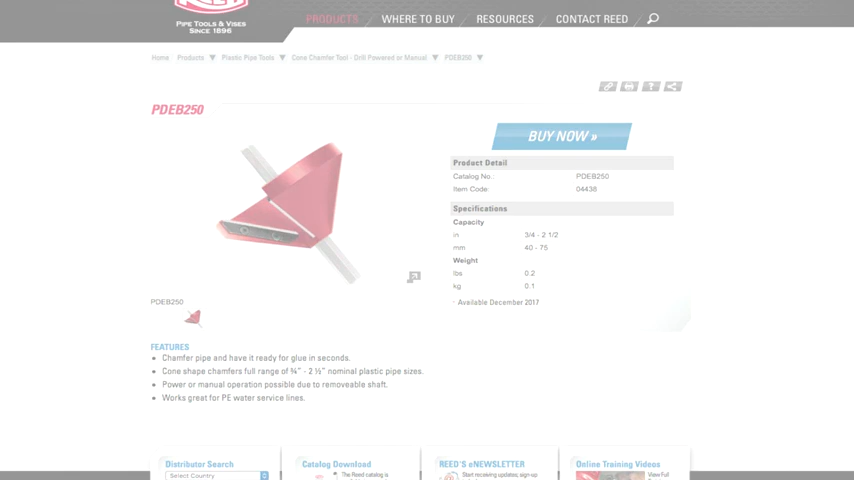 REED
PIPE TOOLS & VISES
SINCE 1896
PRODUCTS
WHERE TO BUY
RESOURCES
CONTACT REED
Home
Products
Plastic Pipe Tools
Cone Chamfer Tool - Drill Powered or Manual
PDEB250
PDEB250
BUY NOW »
Product Detail
Catalog No.: PDEB250
Item Code: 04438
Specifications
Capacity
in 3/4 - 2 1/2
mm 40 - 75
Weight
lbs 0.2
kg 0.1
· Available December 2017
PDEB250
FEATURES
• Chamfer pipe and have it ready for glue in seconds.
• Cone shape chamfers full range of ¾" - 2 ½" nominal plastic pipe sizes.
• Power or manual operation possible due to removeable shaft.
• Works great for PE water service lines.
Distributor Search
Select Country
Catalog Download
The Reed catalog is
REED'S eNEWSLETTER
Start receiving updates, sign-up
Online Training Videos
View Full